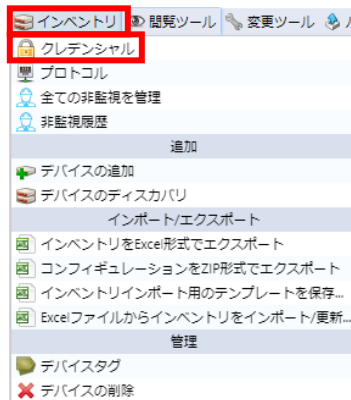 インベントリ 閲覧ツール 変更ツール
クレデンシャル
プロトコル
全ての非監視を管理
非監視履歴
追加
デバイスの追加
デバイスのディスカバリ
インポート/エクスポート
インベントリをExcel形式でエクスポート
コンフィギュレーションをZIP形式でエクスポート
インベントリインポート用のテンプレートを保存...
Excelファイルからインベントリをインポート/更新...
管理
デバイスタグ
デバイスの削除